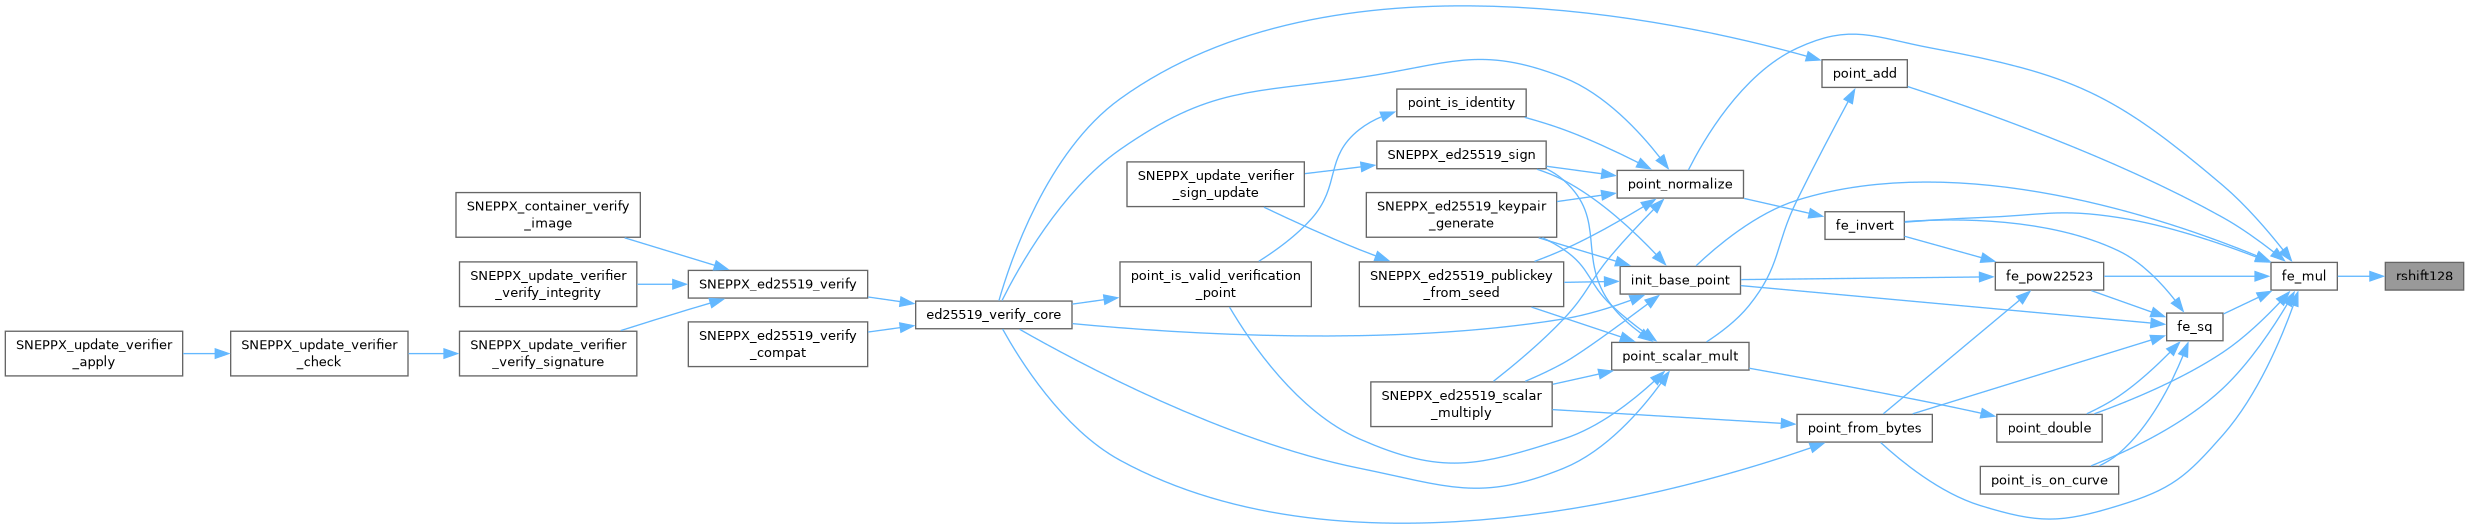 SNEPPX_update_verifier
_apply
SNEPPX_update_verifier
_check
SNEPPX_container_verify
_image
SNEPPX_update_verifier
_verify_integrity
SNEPPX_update_verifier
_verify_signature
SNEPPX_ed25519_verify
SNEPPX_ed25519_verify
_compat
ed25519_verify_core
SNEPPX_update_verifier
_sign_update
point_is_valid_verification
_point
point_is_identity
SNEPPX_ed25519_sign
SNEPPX_ed25519_keypair
_generate
SNEPPX_ed25519_publickey
_from_seed
SNEPPX_ed25519_scalar
_multiply
point_normalize
init_base_point
point_scalar_mult
point_add
fe_invert
point_from_bytes
fe_pow22523
point_double
point_is_on_curve
fe_sq
fe_mul
rshift128